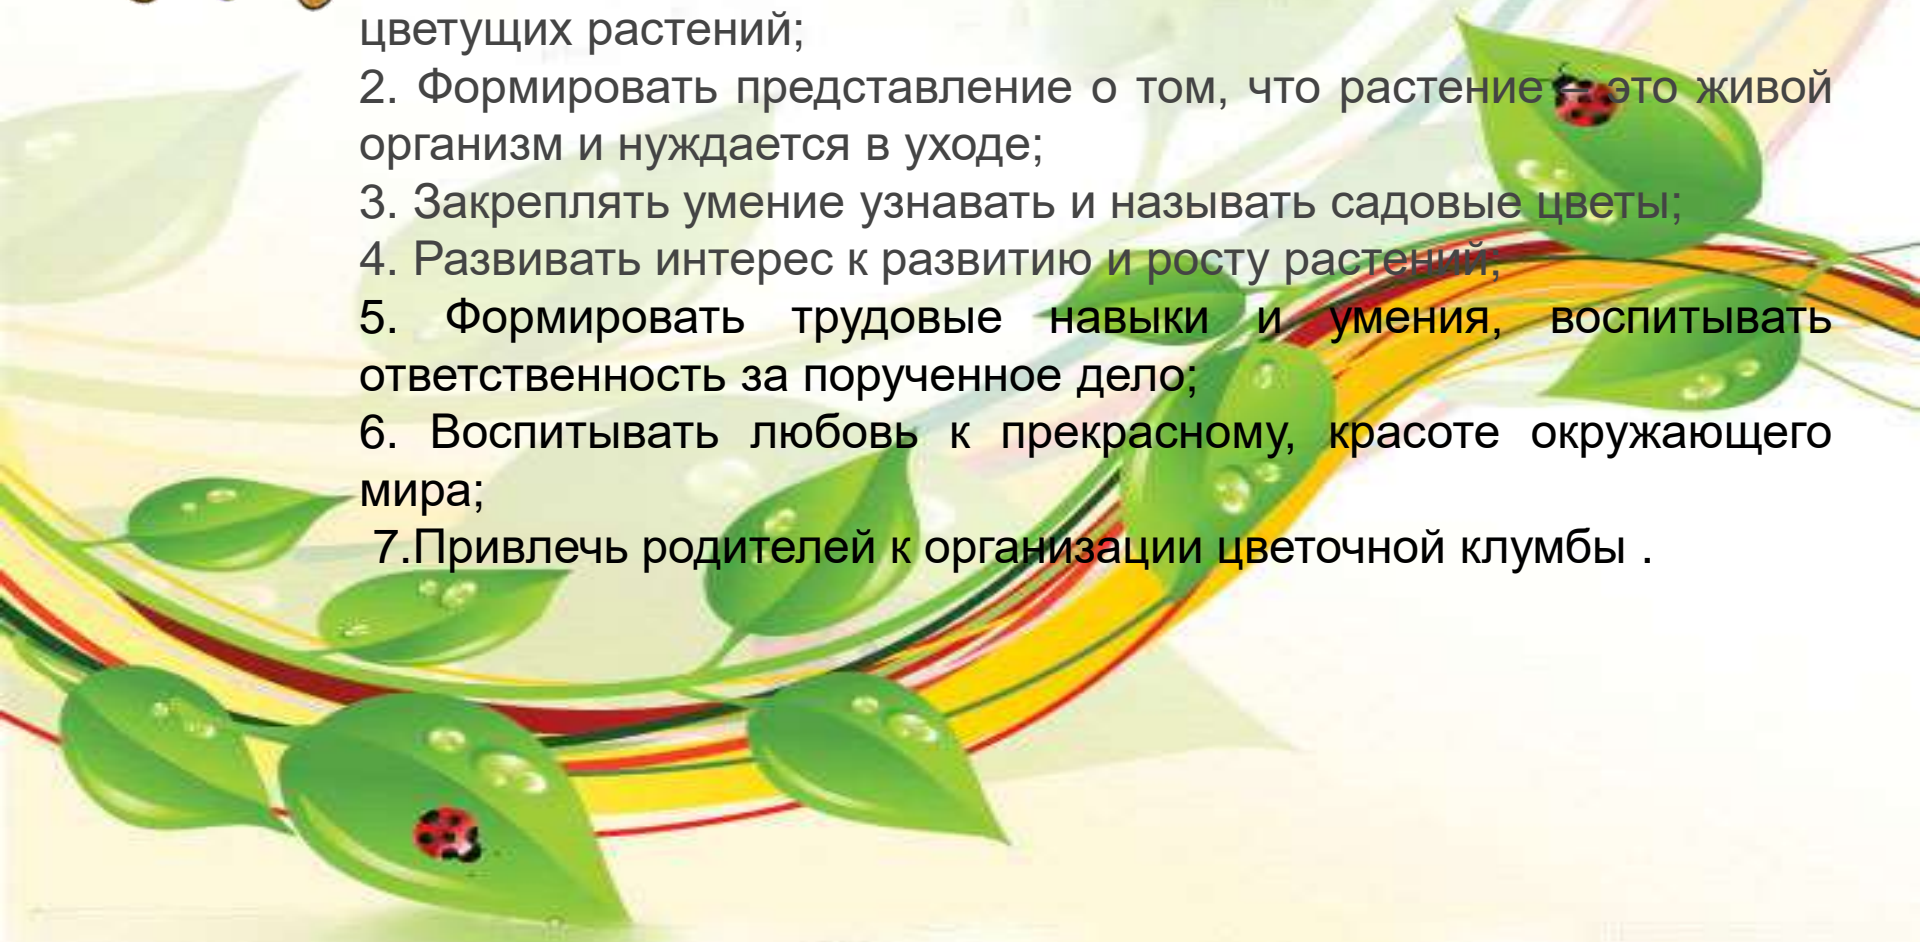 цветущих растений;
2. Формировать представление о том, что растение – это живой
организм и нуждается в уходе;
3. Закреплять умение узнавать и называть садовые цветы;
4. Развивать интерес к развитию и росту растений;
5. Формировать трудовые навыки и умения, воспитывать
ответственность за порученное дело;
6. Воспитывать любовь к прекрасному, красоте окружающего
мира;
7.Привлечь родителей к организации цветочной клумбы .